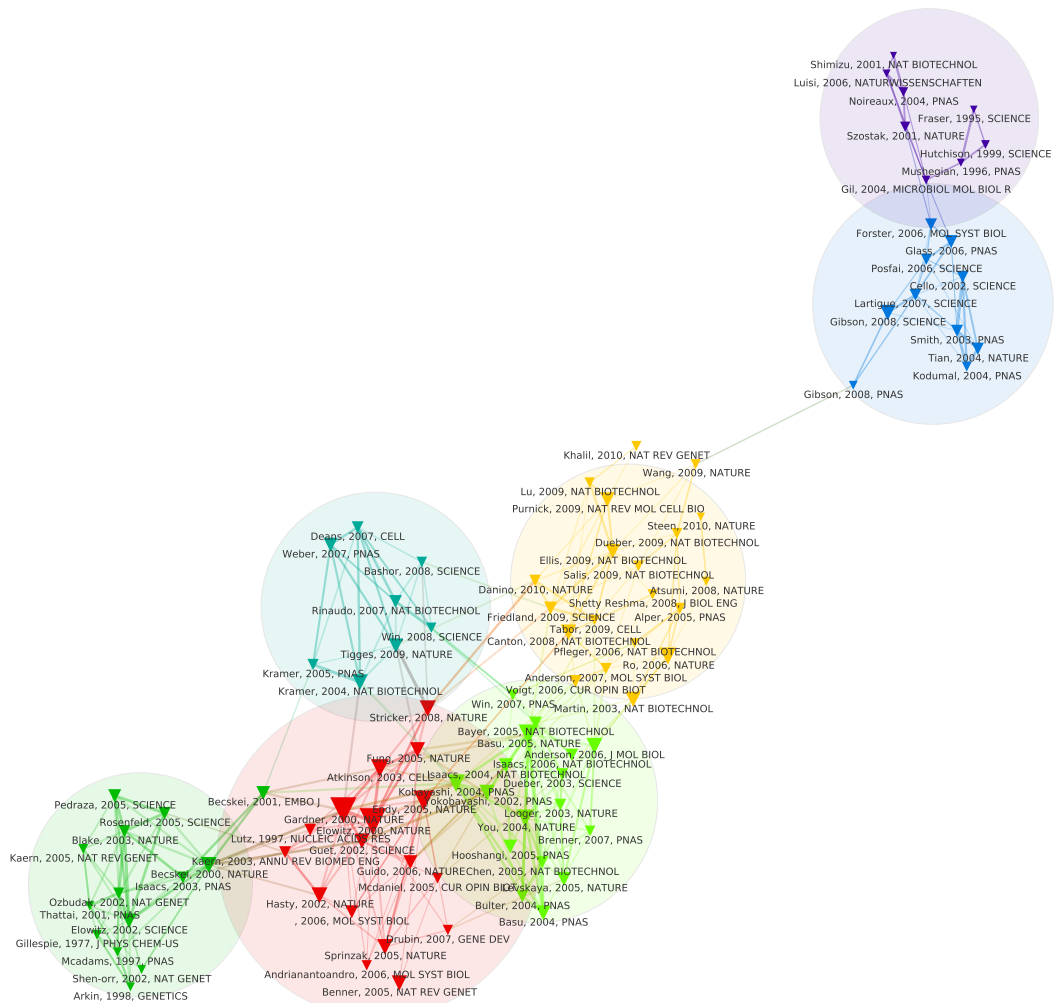 Shimizu, 2001, NAT BIOTECHNOL
Luisi, 2006, NATURWISSENSCHAFTEN
Noireaux, 2004, PNAS
Fraser, 1995, SCIENCE
Szostak, 2001, NATURE
Hutchison, 1999, SCIENCE
Mushegian, 1996, PNAS
Gil, 2004, MICROBIOL MOL BIOL R
Forster, 2006, MOL SYST BIOL
Glass, 2006, PNAS
Posfai, 2006, SCIENCE
Cello, 2002, SCIENCE
Lartigue, 2007, SCIENCE
Gibson, 2008, SCIENCE
Smith, 2003, PNAS
Tian, 2004, NATURE
Kodumal, 2004, PNAS
Gibson, 2008, PNAS
Khalil, 2010, NAT REV GENET
Wang, 2009, NATURE
Lu, 2009, NAT BIOTECHNOL
Purnick, 2009, NAT REV MOL CELL BIO
Steen, 2010, NATURE
Dueber, 2009, NAT BIOTECHNOL
Ellis, 2009, NAT BIOTECHNOL
Salis, 2009, NAT BIOTECHNOL
Danino, 2010, NATURE
Atsumi, 2008, NATURE
Shetty Reshma, 2008, J BIOL ENG
Friedland, 2009, SCIENCE
Alper, 2005, PNAS
Tabor, 2009, CELL
Canton, 2008, NAT BIOTECHNOL
Pfleger, 2006, NAT BIOTECHNOL
Ro, 2006, NATURE
Anderson, 2007, MOL SYST BIOL
Voigt, 2006, CUR OPIN BIOT
Martin, 2003, NAT BIOTECHNOL
Deans, 2007, CELL
Weber, 2007, PNAS
Bashor, 2008, SCIENCE
Rinaudo, 2007, NAT BIOTECHNOL
Win, 2008, SCIENCE
Tigges, 2009, NATURE
Kramer, 2005, PNAS
Kramer, 2004, NAT BIOTECHNOL
Win, 2007, PNAS
Stricker, 2008, NATURE
Bayer, 2005, NAT BIOTECHNOL
Basu, 2005, NATURE
Anderson, 2006, J MOL BIOL
Fung, 2005, NATURE
Isaacs, 2006, NAT BIOTECHNOL
Atkinson, 2003, CELL
Isaacs, 2004, NAT BIOTECHNOL
Dueber, 2003, SCIENCE
Kobayashi, 2004, PNAS
Yokobayashi, 2002, PNAS
Becskei, 2001, EMBO J
Endy, 2005, NATURE
Looger, 2003, NATURE
Gardner, 2000, NATURE
Elowitz, 2000, NATURE
You, 2004, NATURE
Lutz, 1997, NUCLEIC ACIDS RES
Brenner, 2007, PNAS
Guet, 2002, SCIENCE
Hooshangi, 2005, PNAS
Kaern, 2003, ANNU REV BIOMED ENG
Guido, 2006, NATURE
Chen, 2005, NAT BIOTECHNOL
Mcdaniel, 2005, CUR OPIN BIOT
Levskaya, 2005, NATURE
Hasty, 2002, NATURE
Bulter, 2004, PNAS
, 2006, MOL SYST BIOL
Basu, 2004, PNAS
Drubin, 2007, GENE DEV
Sprinzak, 2005, NATURE
Andrianantoandro, 2006, MOL SYST BIOL
Benner, 2005, NAT REV GENET
Pedraza, 2005, SCIENCE
Rosenfeld, 2005, SCIENCE
Blake, 2003, NATURE
Kaern, 2005, NAT REV GENET
Becskei, 2000, NATURE
Isaacs, 2003, PNAS
Ozbudak, 2002, NAT GENET
Thattai, 2001, PNAS
Elowitz, 2002, SCIENCE
Gillespie, 1977, J PHYS CHEM-US
Mcadams, 1997, PNAS
Shen-orr, 2002, NAT GENET
Arkin, 1998, GENETICS